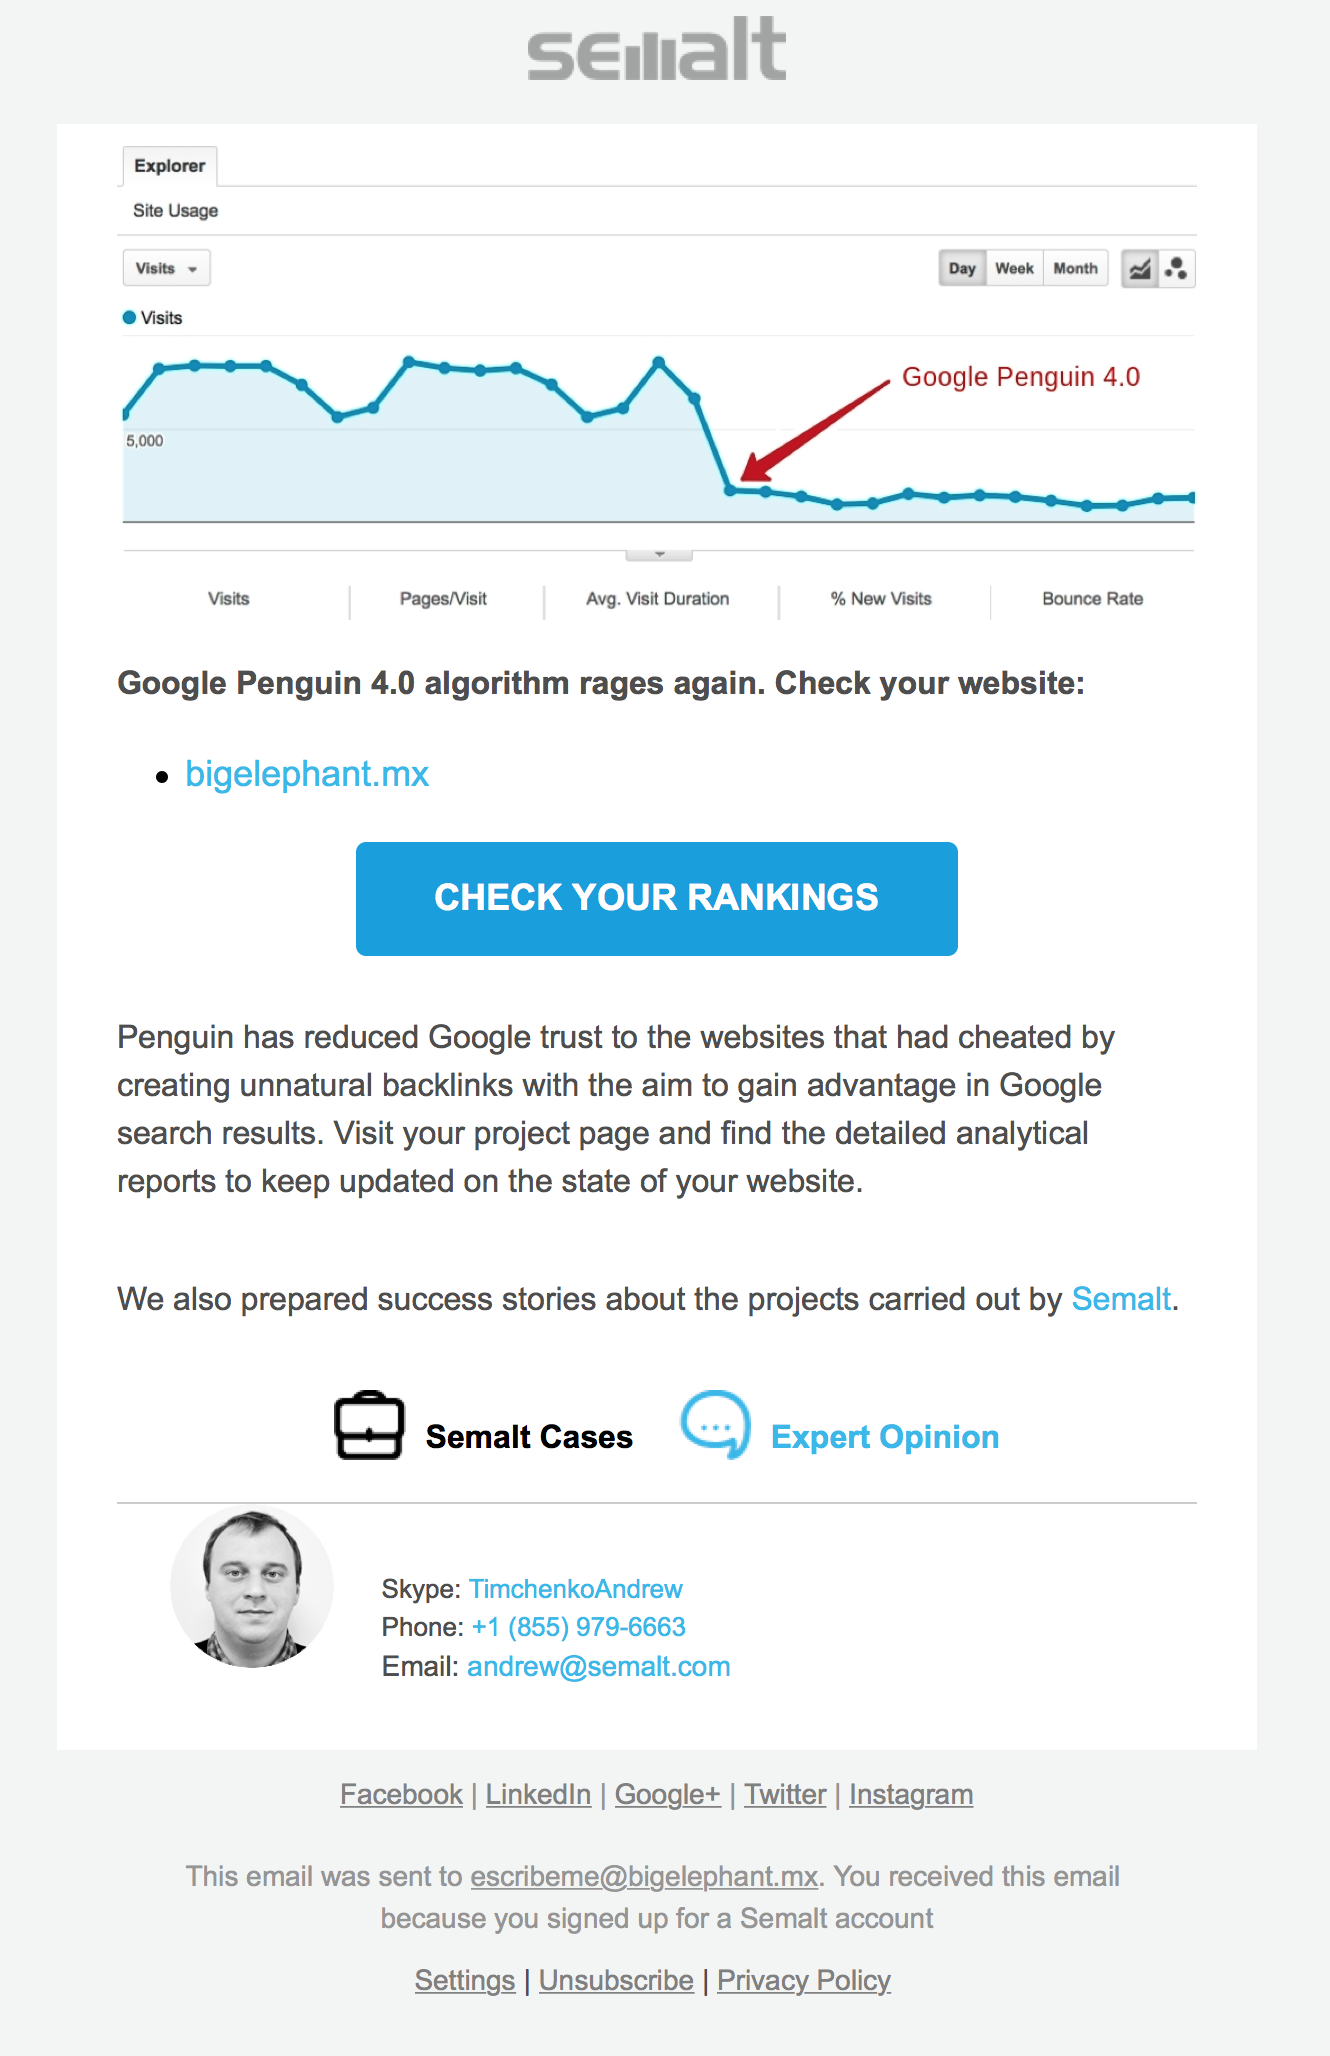 semalt
Explorer
Site Usage
Visits
Day Week Month
Visits
Google Penguin 4.0
5,000
Visits Pages/Visit Avg. Visit Duration % New Visits Bounce Rate
Google Penguin 4.0 algorithm rages again. Check your website:
bigelephant.mx
CHECK YOUR RANKINGS
Penguin has reduced Google trust to the websites that had cheated by
creating unnatural backlinks with the aim to gain advantage in Google
search results. Visit your project page and find the detailed analytical
reports to keep updated on the state of your website.
We also prepared success stories about the projects carried out by Semalt.
Semalt Cases Expert Opinion
Skype: TimchenkoAndrew
Phone: +1 (855) 979-6663
Email: andrew@semalt.com
Facebook | LinkedIn | Google+ | Twitter | Instagram
This email was sent to escribeme@bigelephant.mx. You received this email
because you signed up for a Semalt account
Settings | Unsubscribe | Privacy Policy